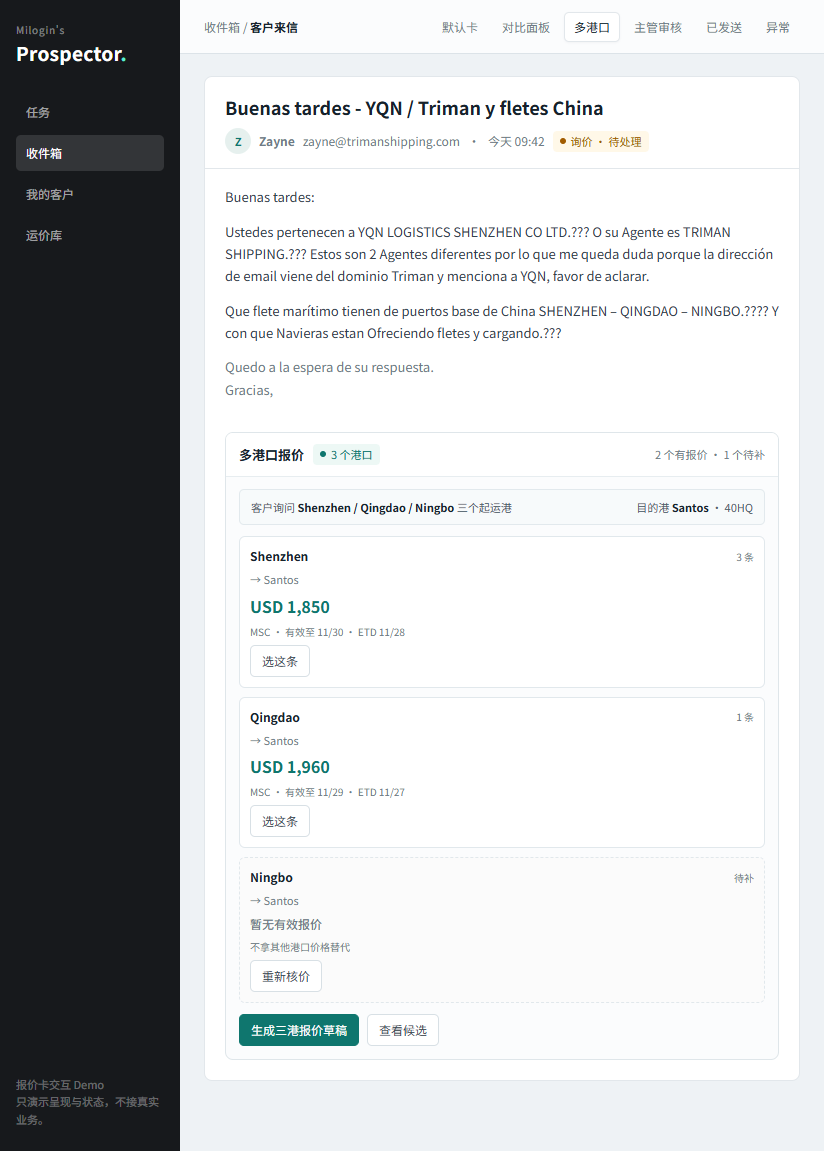 Milogin's
Prospector.
任务
收件箱
我的客户
运价库
报价卡交互 Demo
只演示呈现与状态，不接真实
业务。
收件箱 / 客户来信
默认卡 对比面板 多港口 主管审核 已发送 异常
Buenas tardes - YQN / Triman y fletes China
Z Zayne zayne@trimanshipping.com • 今天 09:42 询价 · 待处理
Buenas tardes:
Ustedes pertenecen a YQN LOGISTICS SHENZHEN CO LTD.??? O su Agente es TRIMAN
SHIPPING.??? Estos son 2 Agentes diferentes por lo que me queda duda porque la dirección
de email viene del dominio Triman y menciona a YQN, favor de aclarar.
Que flete marítimo tienen de puertos base de China SHENZHEN – QINGDAO – NINGBO.???? Y
con que Navieras estan Ofreciendo fletes y cargando.???
Quedo a la espera de su respuesta.
Gracias,
多港口报价 3 个港口 2 个有报价 · 1 个待补
客户询问 Shenzhen / Qingdao / Ningbo 三个起运港 目的港 Santos · 40HQ
Shenzhen 3 条
→ Santos
USD 1,850
MSC · 有效至 11/30 · ETD 11/28
选这条
Qingdao 1 条
→ Santos
USD 1,960
MSC · 有效至 11/29 · ETD 11/27
选这条
Ningbo 待补
→ Santos
暂无有效报价
不拿其他港口价格替代
重新核价
生成三港报价草稿 查看候选